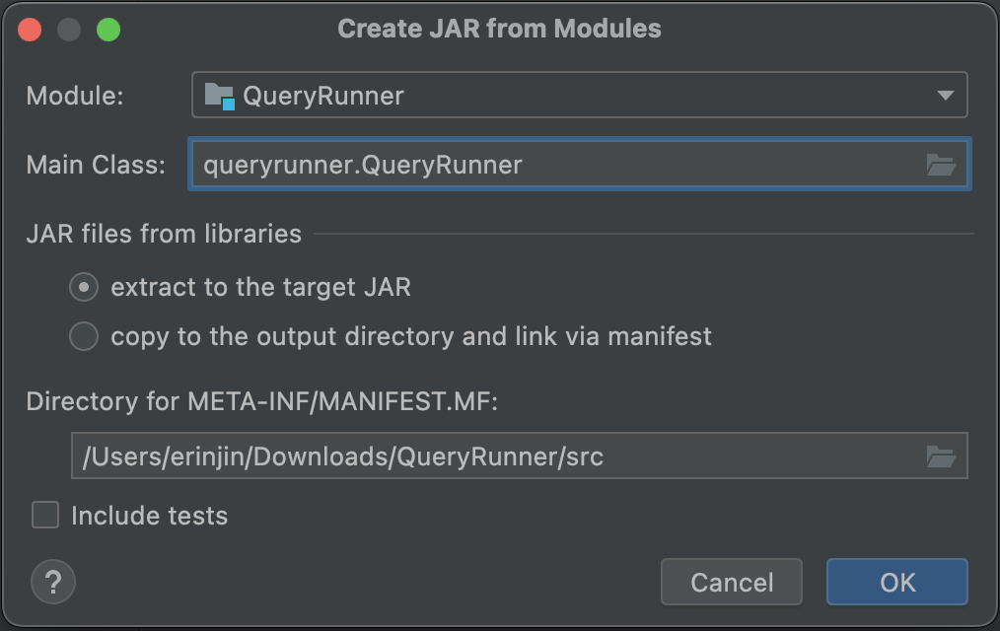 Create JAR from Modules
Module: QueryRunner
Main Class: queryrunner.QueryRunner
JAR files from libraries
extract to the target JAR
copy to the output directory and link via manifest
Directory for META-INF/MANIFEST.MF:
/Users/erinjin/Downloads/QueryRunner/src
Include tests
? Cancel OK